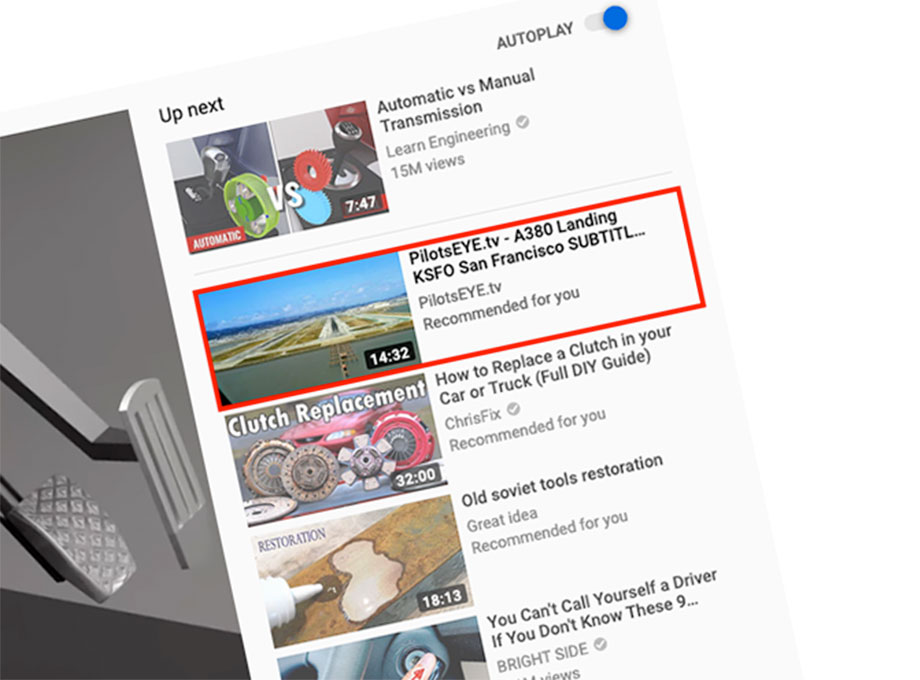 AUTOPLAY
Up next
Automatic vs Manual
Transmission
Learn Engineering
15M views
VS
AUTOMATIC
7:47
PilotsEYE.tv - A380 Landing
KSFO San Francisco SUBTITL...
PilotsEYE.tv
Recommended for you
14:32
How to Replace a Clutch in your
Car or Truck (Full DIY Guide)
ChrisFix
Recommended for you
Clutch Replacement
32:00
Old soviet tools restoration
Great idea
Recommended for you
RESTORATION
18:13
You Can't Call Yourself a Driver
If You Don't Know These 9...
BRIGHT SIDE
views